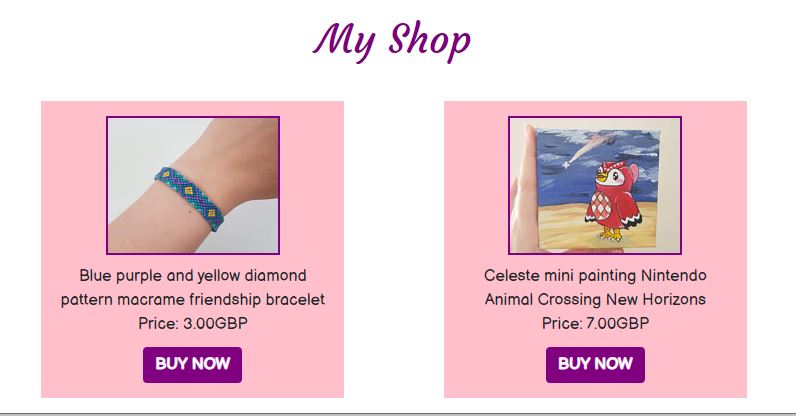 My Shop
Blue purple and yellow diamond
pattern macrame friendship bracelet
Price: 3.00GBP
BUY NOW
Celeste mini painting Nintendo
Animal Crossing New Horizons
Price: 7.00GBP
BUY NOW